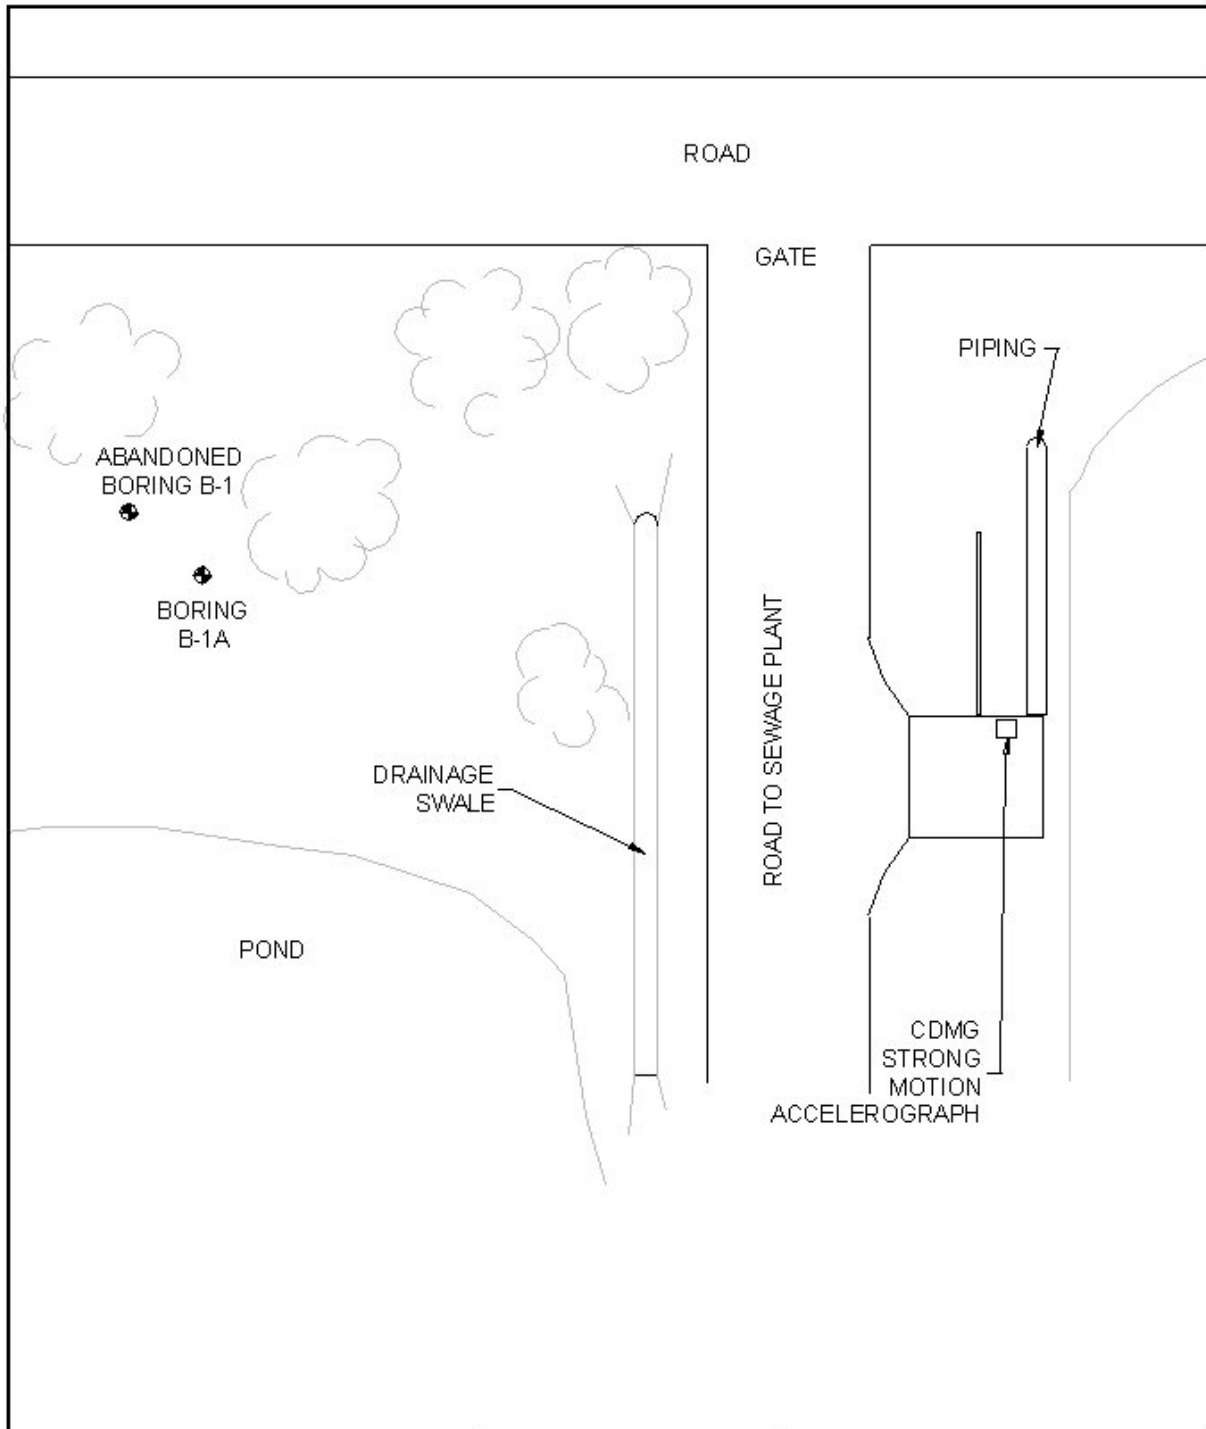 ROAD
GATE
PIPING
ABANDONED
BORING B-1
BORING
B-1A
ROAD TO SEWAGE PLANT
DRAINAGE
SWALE
POND
CDMG
STRONG
MOTION
ACCELEROGRAPH